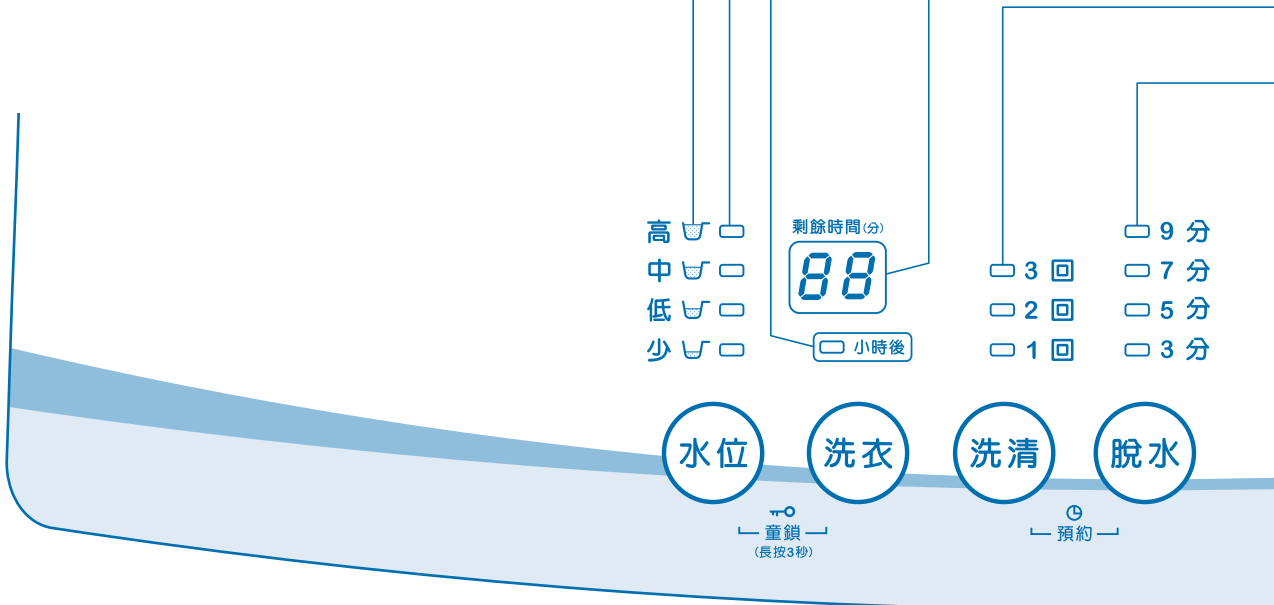 高
中
低
少
剩餘時間(分)
88
小時後
3 回
2 回
1 回
9 分
7 分
5 分
3 分
水位
洗衣
洗清
脫水
童鎖
(長按3秒)
預約